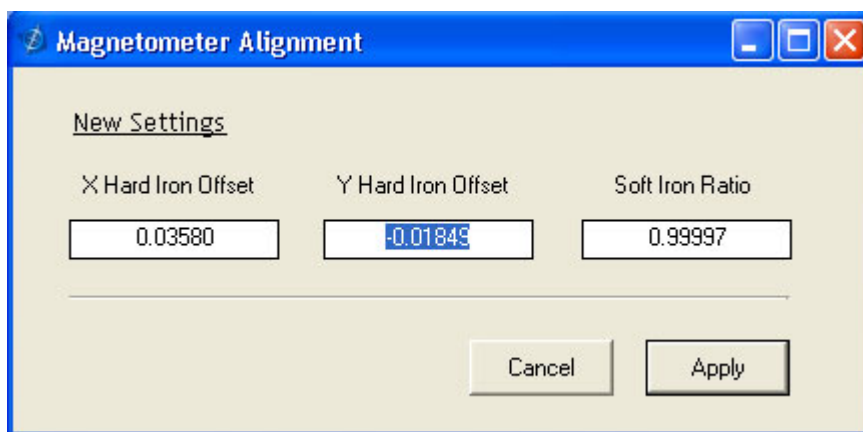 Magnetometer Alignment
New Settings
X Hard Iron Offset Y Hard Iron Offset Soft Iron Ratio
0.03580 -0.01849 0.99997
Cancel Apply